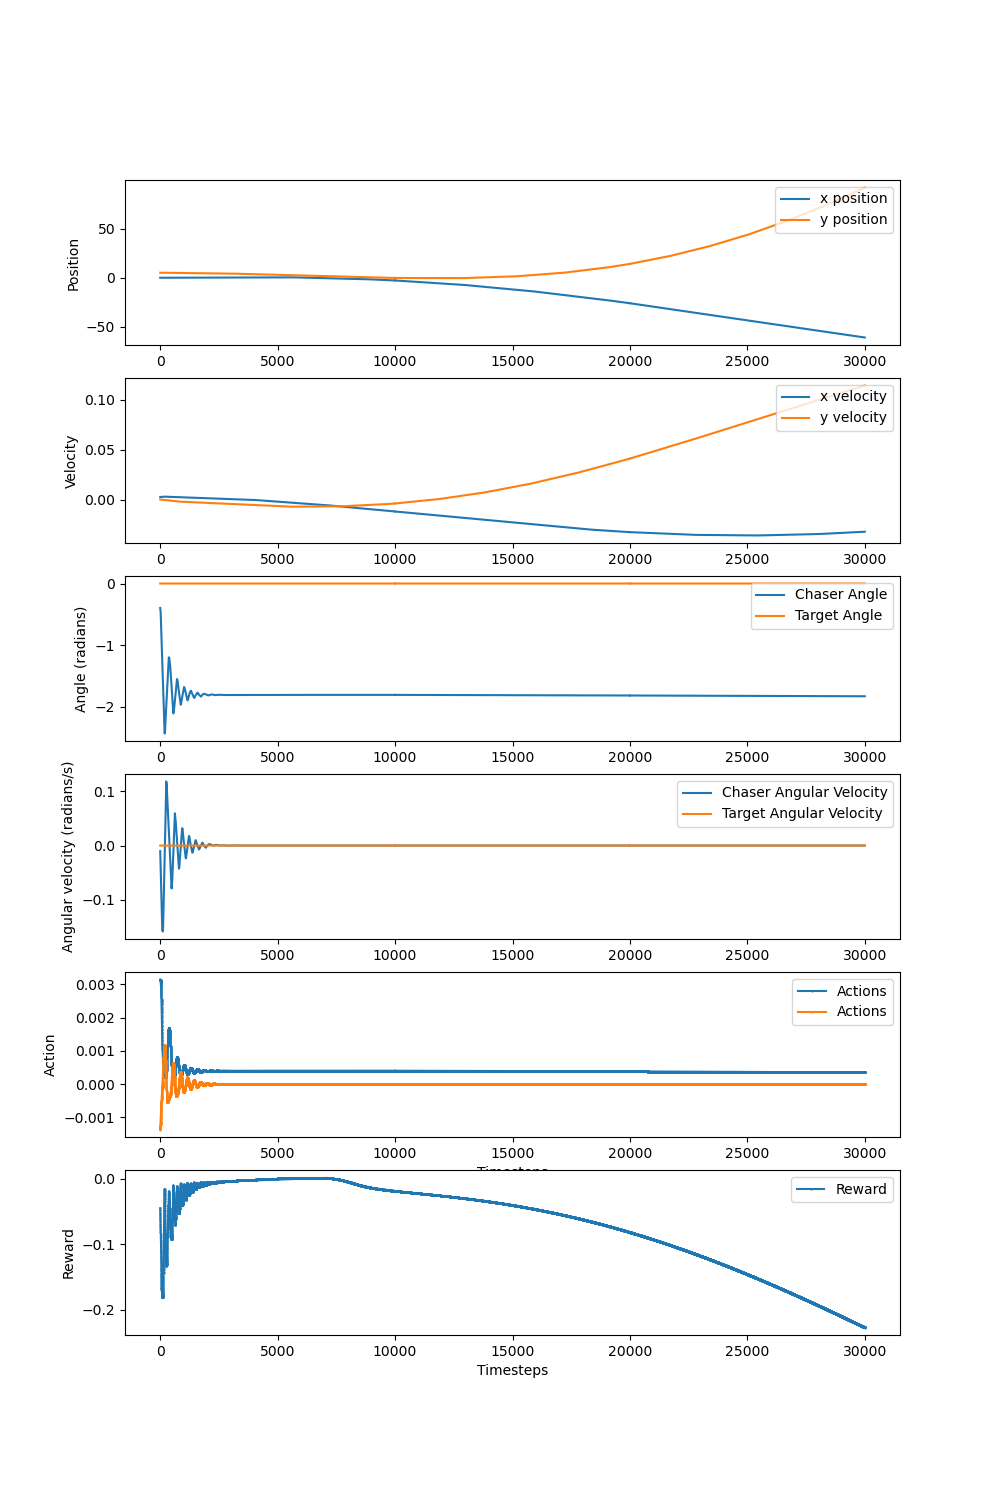 Position
50
0
−50
x position
y position
0 5000 10000 15000 20000 25000 30000
Velocity
0.10
0.05
0.00
x velocity
y velocity
0 5000 10000 15000 20000 25000 30000
Angle (radians)
0
−1
−2
Chaser Angle
Target Angle
0 5000 10000 15000 20000 25000 30000
Angular velocity (radians/s)
0.1
0.0
−0.1
Chaser Angular Velocity
Target Angular Velocity
0 5000 10000 15000 20000 25000 30000
Action
0.003
0.002
0.001
0.000
−0.001
Actions
Actions
0 5000 10000 15000 20000 25000 30000
Timesteps
Reward
0.0
−0.1
−0.2
Reward
0 5000 10000 15000 20000 25000 30000
Timesteps